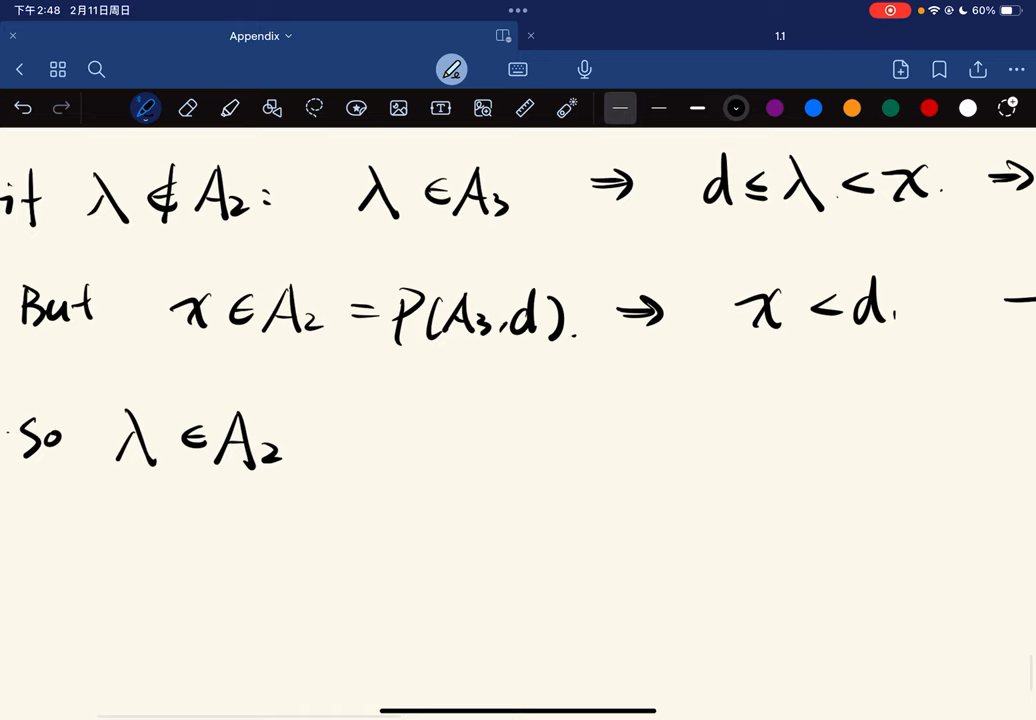 下午2:48 2月11日周日 60%
Appendix 1.1
if λ ∉ A₂: λ ∈ A₃ ⇒ d ≤ λ < x. ⇒
But x ∈ A₂ = P(A₃, d). ⇒ x < d.
So λ ∈ A₂